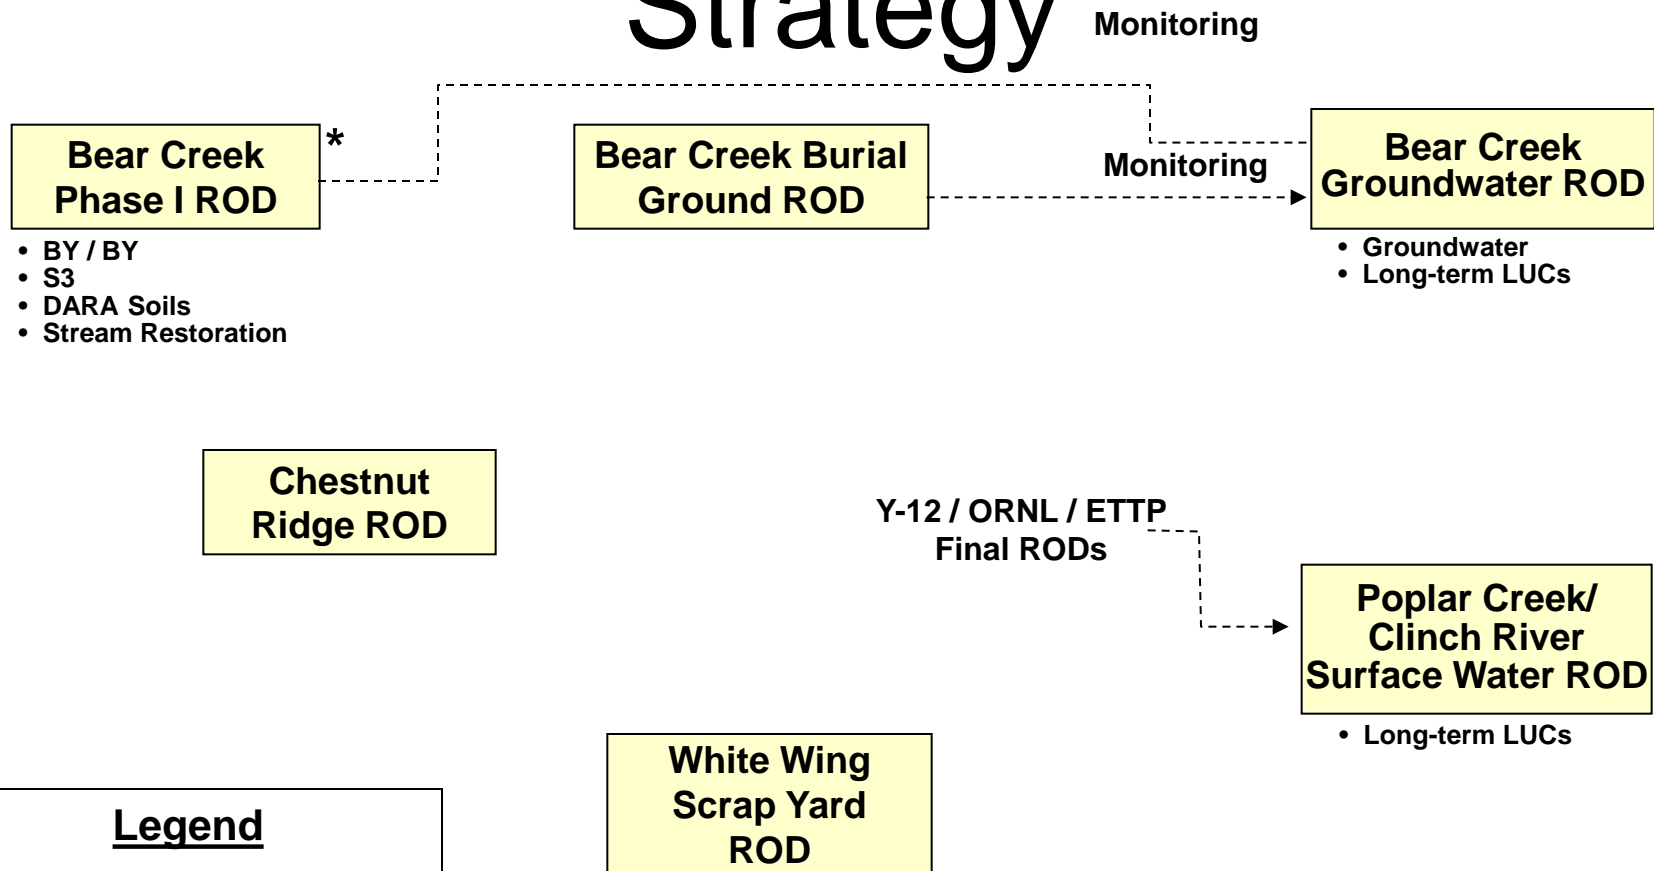 Strategy
Monitoring
Bear Creek
Phase I ROD
*
• BY / BY
• S3
• DARA Soils
• Stream Restoration
Bear Creek Burial
Ground ROD
Monitoring
Bear Creek
Groundwater ROD
• Groundwater
• Long-term LUCs
Chestnut
Ridge ROD
Y-12 / ORNL / ETTP
Final RODs
Poplar Creek/
Clinch River
Surface Water ROD
• Long-term LUCs
White Wing
Scrap Yard
ROD
Legend